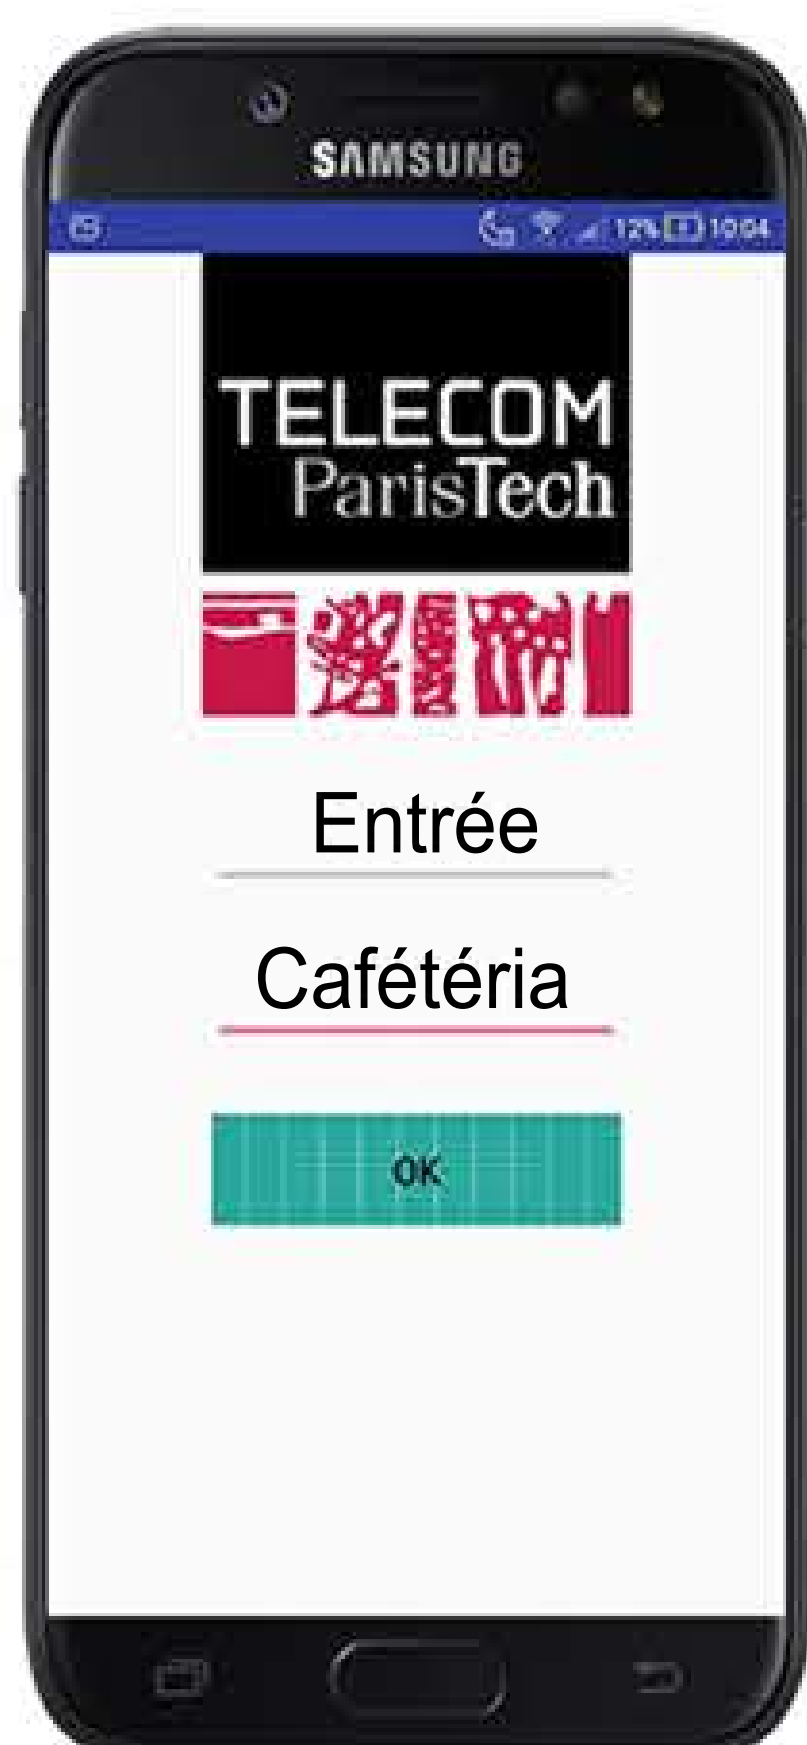 SAMSUNG
12% 10:04
TELECOM
ParisTech
Entrée
Cafétéria
OK